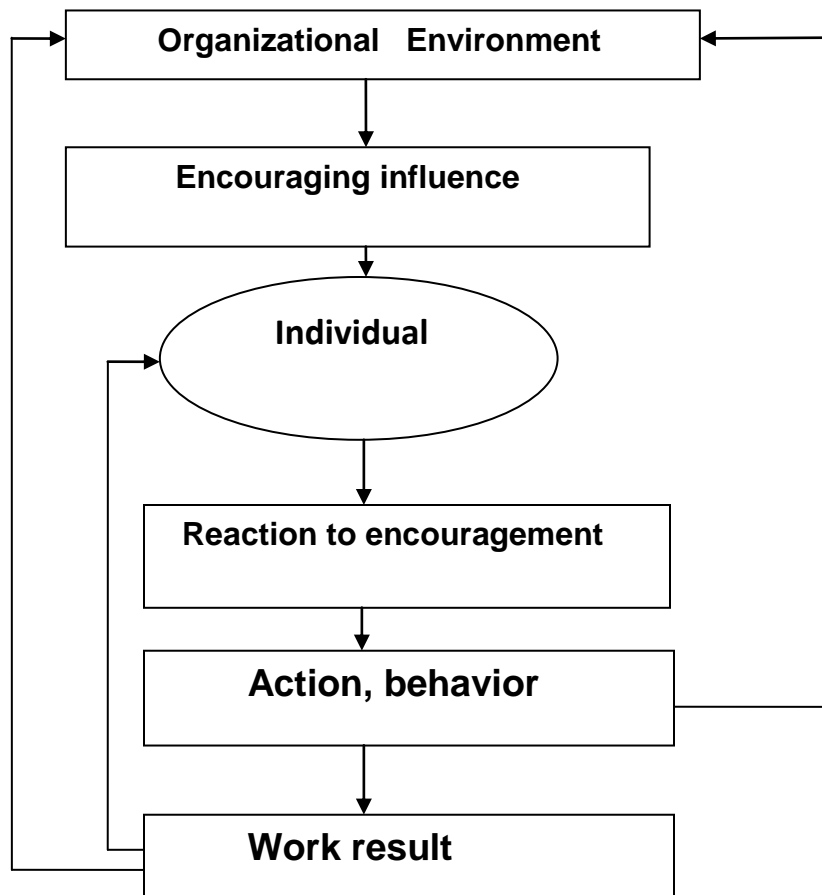 Organizational Environment
Encouraging influence
Individual
Reaction to encouragement
Action, behavior
Work result